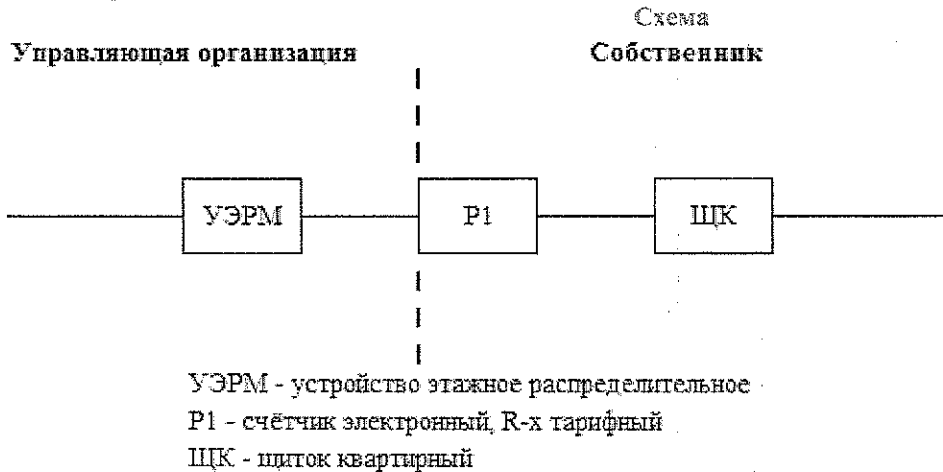 Схема
Управляющая организация Собственник
УЭРМ Р1 ЩК
УЭРМ - устройство этажное распределительное
Р1 - счётчик электронный, R-х тарифный
ЩК - щиток квартирный